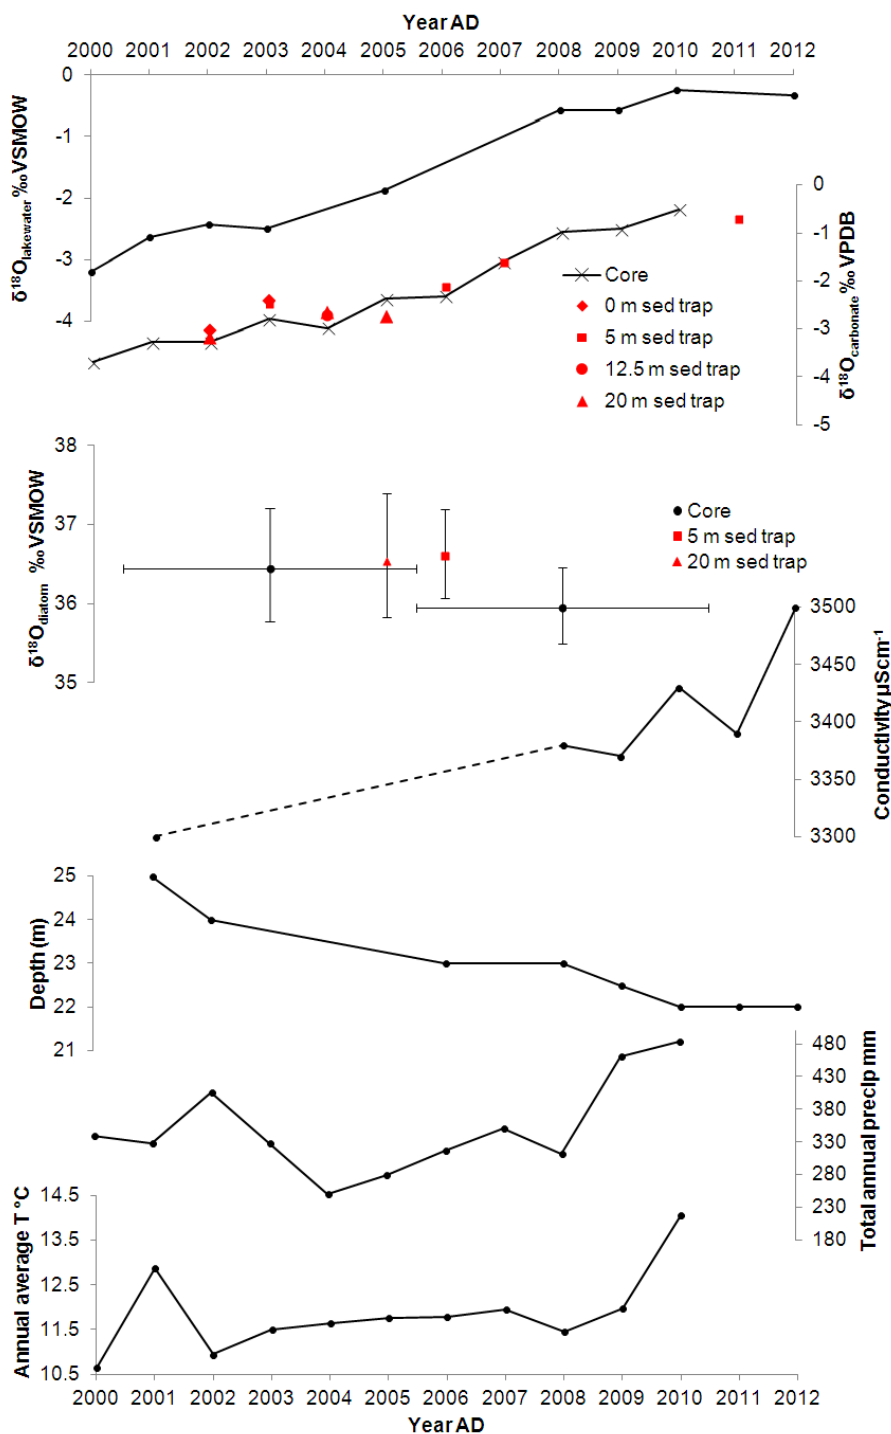 Year AD
2000 2001 2002 2003 2004 2005 2006 2007 2008 2009 2010 2011 2012
δ¹⁸O_lakewater ‰ VSMOW
0
-1
-2
-3
-4
δ¹⁸O_carbonate ‰ VPDB
0
-1
-2
-3
-4
-5
Core
0 m sed trap
5 m sed trap
12.5 m sed trap
20 m sed trap
δ¹⁸O_diatom ‰ VSMOW
38
37
36
35
Core
5 m sed trap
20 m sed trap
Conductivity µScm⁻¹
3500
3450
3400
3350
3300
Depth (m)
25
24
23
22
21
Total annual precip mm
480
430
380
330
280
230
180
Annual average T °C
14.5
13.5
12.5
11.5
10.5
2000 2001 2002 2003 2004 2005 2006 2007 2008 2009 2010 2011 2012
Year AD